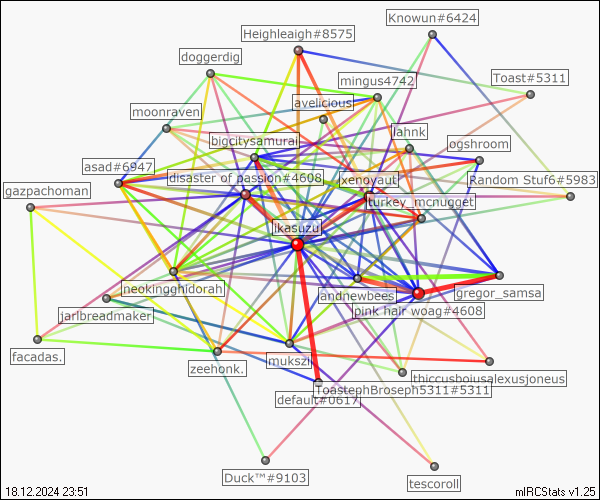 Knowun#6424
Heighleaigh#8575
doggerdig
mingus4742
Toast#5311
avelicious
moonraven
lahnk
bigcitysamurai
ogshroom
asad#6947
disaster of passion#4608
xenoyaut
Random Stuf6#5983
gazpachoman
turkey_mcnugget
ikasuzu
neokingghidorah
andnewbees
gregor_samsa
jarlbreadmaker
pink hair woag#4608
facadas.
zeehonk.
mukszii
thiccusboiusalexusjoneus
ToastephBroseph5311#5311
default#0617
Duck™#9103
tescoroll
18.12.2024 23:51
mIRCStats v1.25